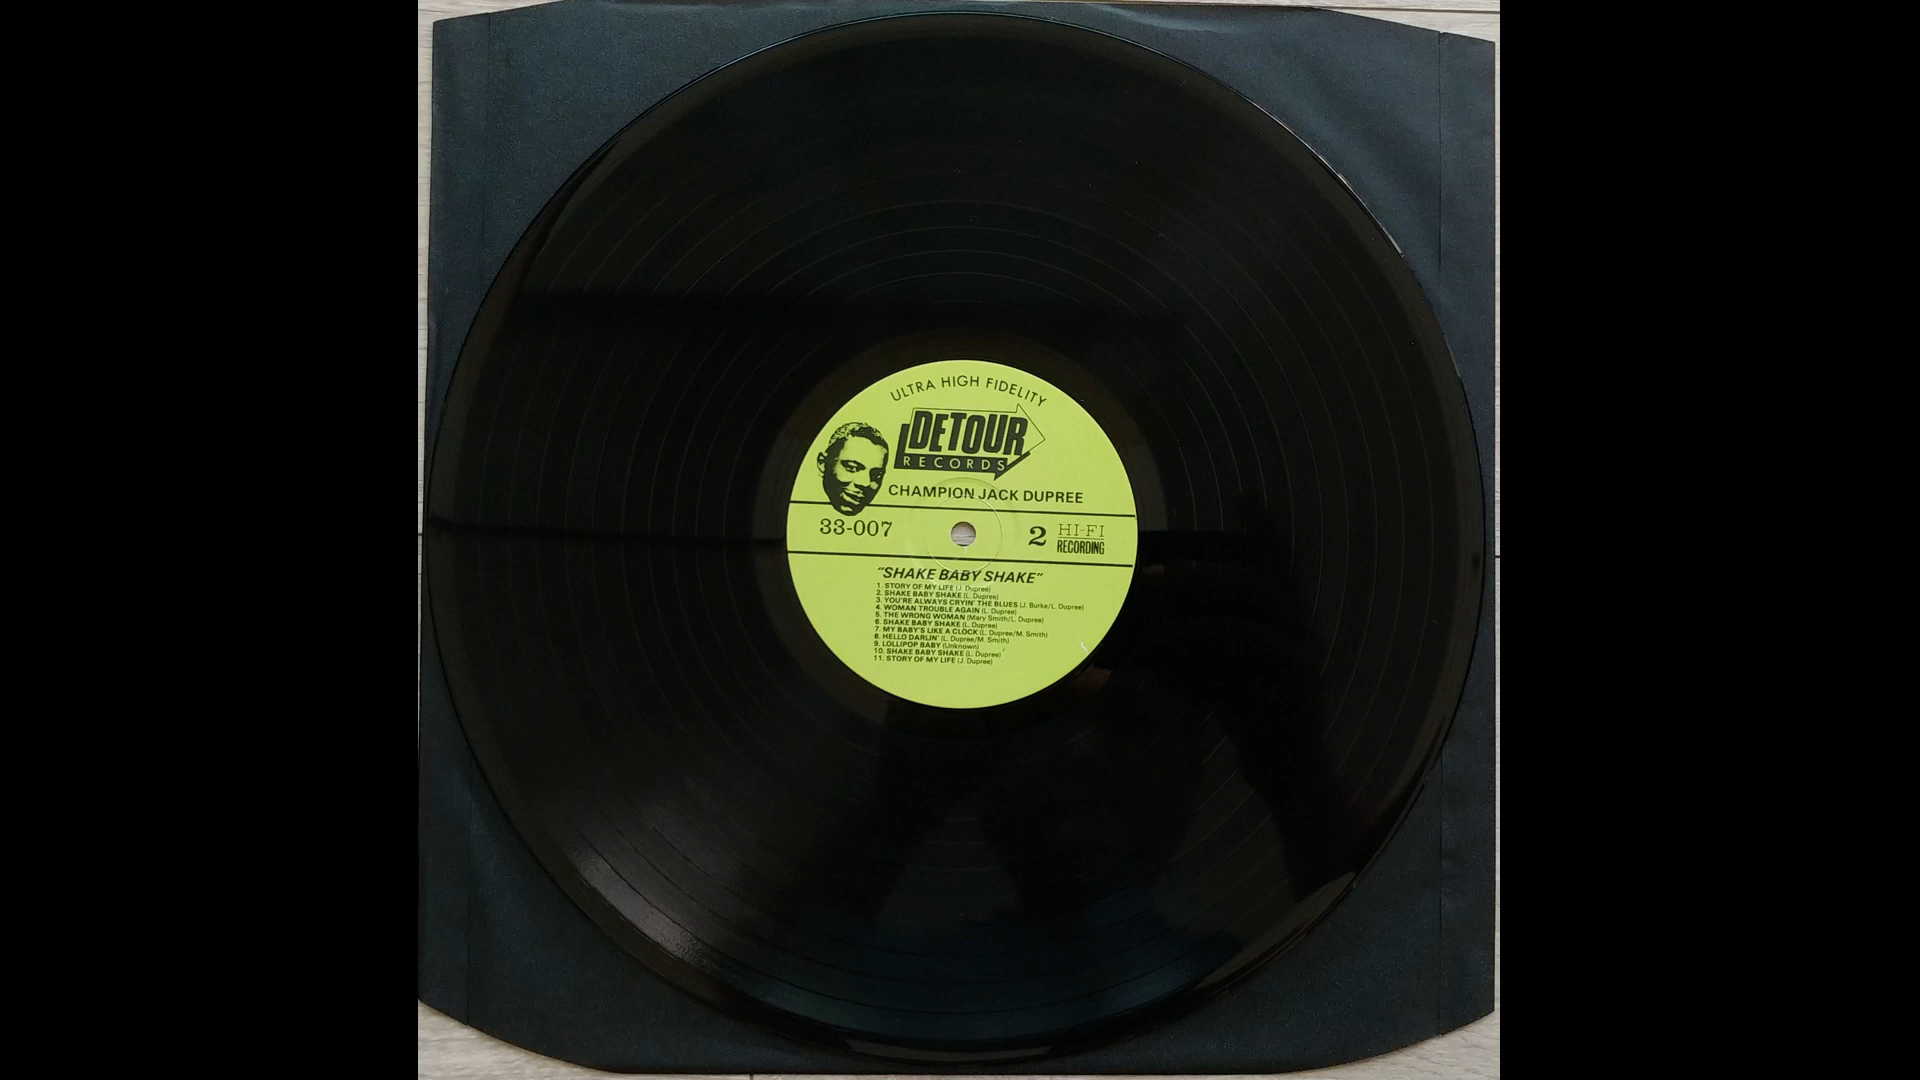 ULTRA HIGH FIDELITY
DETOUR
RECORDS
CHAMPION JACK DUPREE
33-007
2
HI-FI
RECORDING
"SHAKE BABY SHAKE"
1. STORY OF MY LIFE (J. Dupree)
2. SHAKE BABY SHAKE (L. Dupree)
3. YOU'RE ALWAYS CRYIN' THE BLUES (J. Burke/L. Dupree)
4. WOMAN TROUBLE AGAIN (L. Dupree)
5. THE WRONG WOMAN (Mary Smith/L. Dupree)
6. SHAKE BABY SHAKE (L. Dupree)
7. MY BABY'S LIKE A CLOCK (L. Dupree/M. Smith)
8. HELLO DARLIN' (L. Dupree/M. Smith)
9. LOLLIPOP BABY (Unknown)
10. SHAKE BABY SHAKE (L. Dupree)
11. STORY OF MY LIFE (J. Dupree)